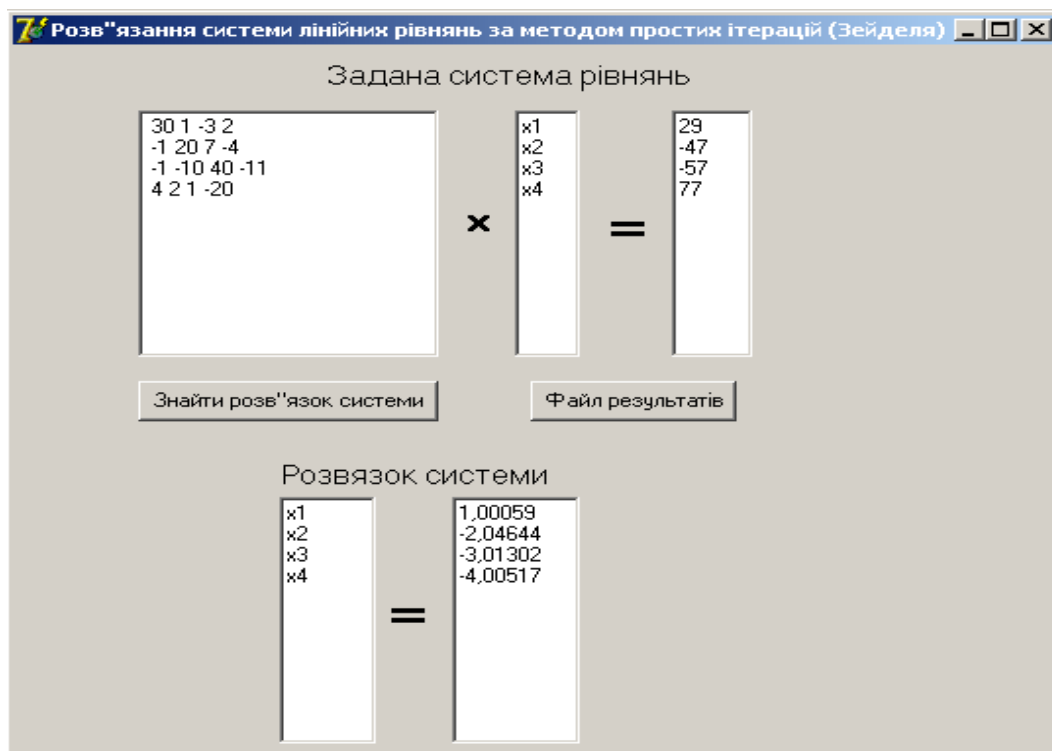 Розв"язання системи лінійних рівнянь за методом простих ітерацій (Зейделя)
Задана система рівнянь
30 1 -3 2
-1 20 7 -4
-1 -10 40 -11
4 2 1 -20
×
x1
x2
x3
x4
=
29
-47
-57
77
Знайти розв"язок системи
Файл результатів
Розвязок системи
x1
x2
x3
x4
=
1,00059
-2,04644
-3,01302
-4,00517